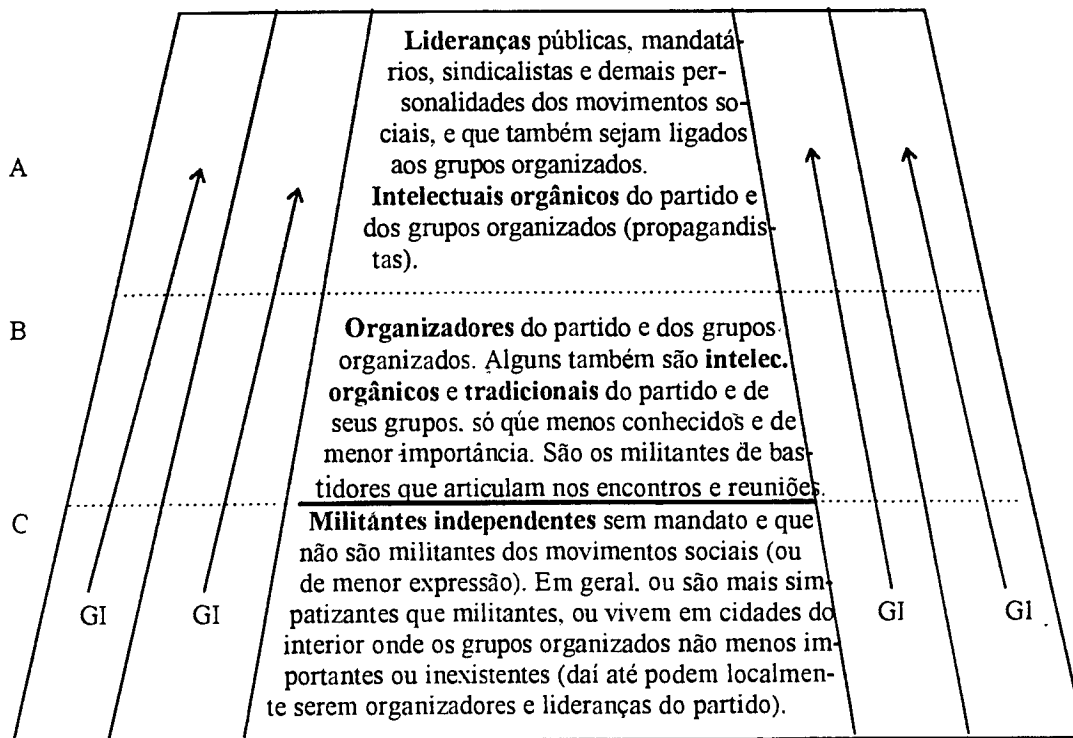 Lideranças públicas, mandatá-
rios, sindicalistas e demais per-
sonalidades dos movimentos so-
ciais, e que também sejam ligados
aos grupos organizados.
A
Intelectuais orgânicos do partido e
dos grupos organizados (propagandis-
tas).
B
Organizadores do partido e dos grupos
organizados. Alguns também são intelec.
orgânicos e tradicionais do partido e de
seus grupos. só qúe menos conhecidos e de
menor importância. São os militantes de bas-
tidores que articulam nos encontros e reuniões.
C
Militántes independentes sem mandato e que
não são militantes dos movimentos sociais (ou
de menor expressão). Em geral. ou são mais sim-
patizantes que militantes, ou vivem em cidades do
GI GI GI GI
interior onde os grupos organizados não menos im-
portantes ou inexistentes (daí até podem localmen-
te serem organizadores e lideranças do partido).